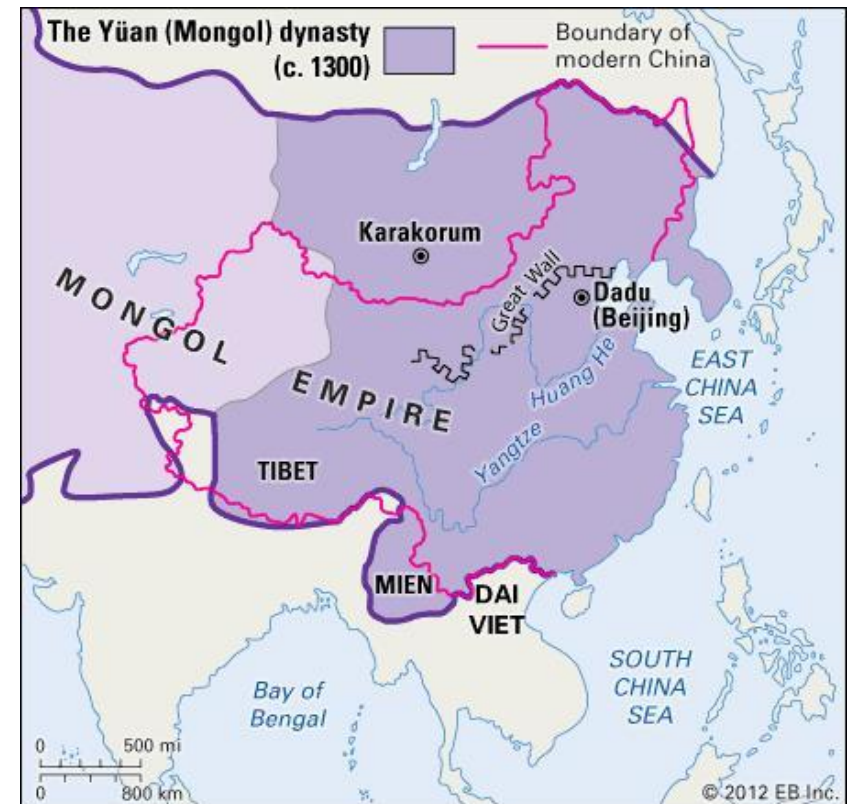 The Yüan (Mongol) dynasty
(c. 1300)
Boundary of
modern China
Karakorum
Great Wall
Dadu
(Beijing)
MONGOL
EMPIRE
Huang He
EAST
CHINA
SEA
Yangtze
TIBET
MIEN
DAI
VIET
Bay of
Bengal
SOUTH
CHINA
SEA
0 500 mi
0 800 km
© 2012 EB Inc.